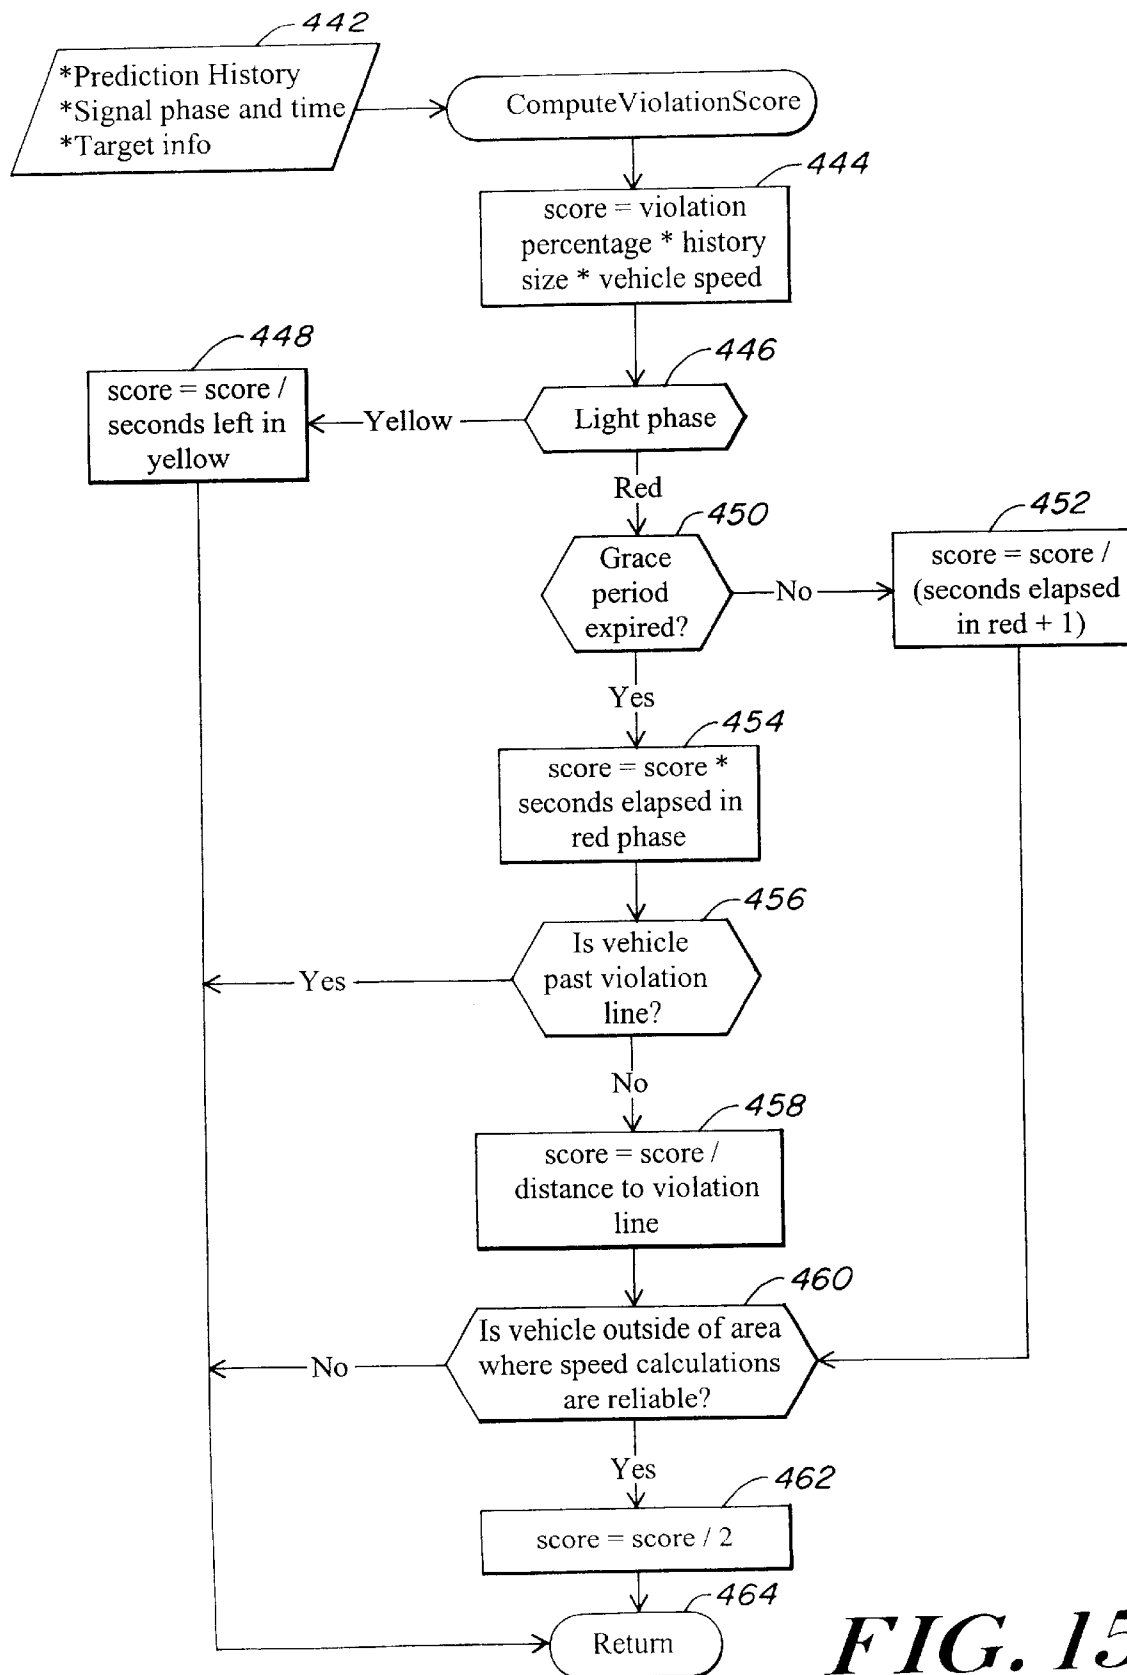 442
*Prediction History
*Signal phase and time
*Target info
ComputeViolationScore
444
score = violation
percentage * history
size * vehicle speed
448
446
score = score /
seconds left in
yellow
Yellow
Light phase
Red
450
452
Grace
period
expired?
No
score = score /
(seconds elapsed
in red + 1)
Yes
454
score = score *
seconds elapsed in
red phase
456
Is vehicle
past violation
line?
Yes
No
458
score = score /
distance to violation
line
460
Is vehicle outside of area
where speed calculations
are reliable?
No
Yes
462
score = score / 2
464
Return
FIG. 15